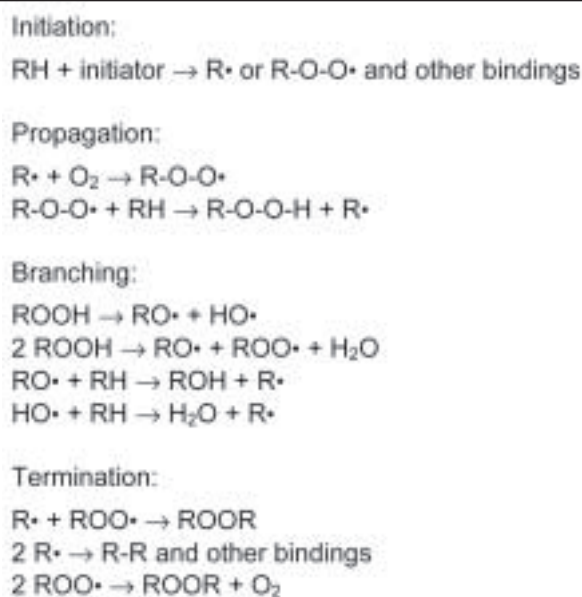 Initiation:
RH + initiator → R• or R-O-O• and other bindings
Propagation:
R• + O₂ → R-O-O•
R-O-O• + RH → R-O-O-H + R•
Branching:
ROOH → RO• + HO•
2 ROOH → RO• + ROO• + H₂O
RO• + RH → ROH + R•
HO• + RH → H₂O + R•
Termination:
R• + ROO• → ROOR
2 R• → R-R and other bindings
2 ROO• → ROOR + O₂